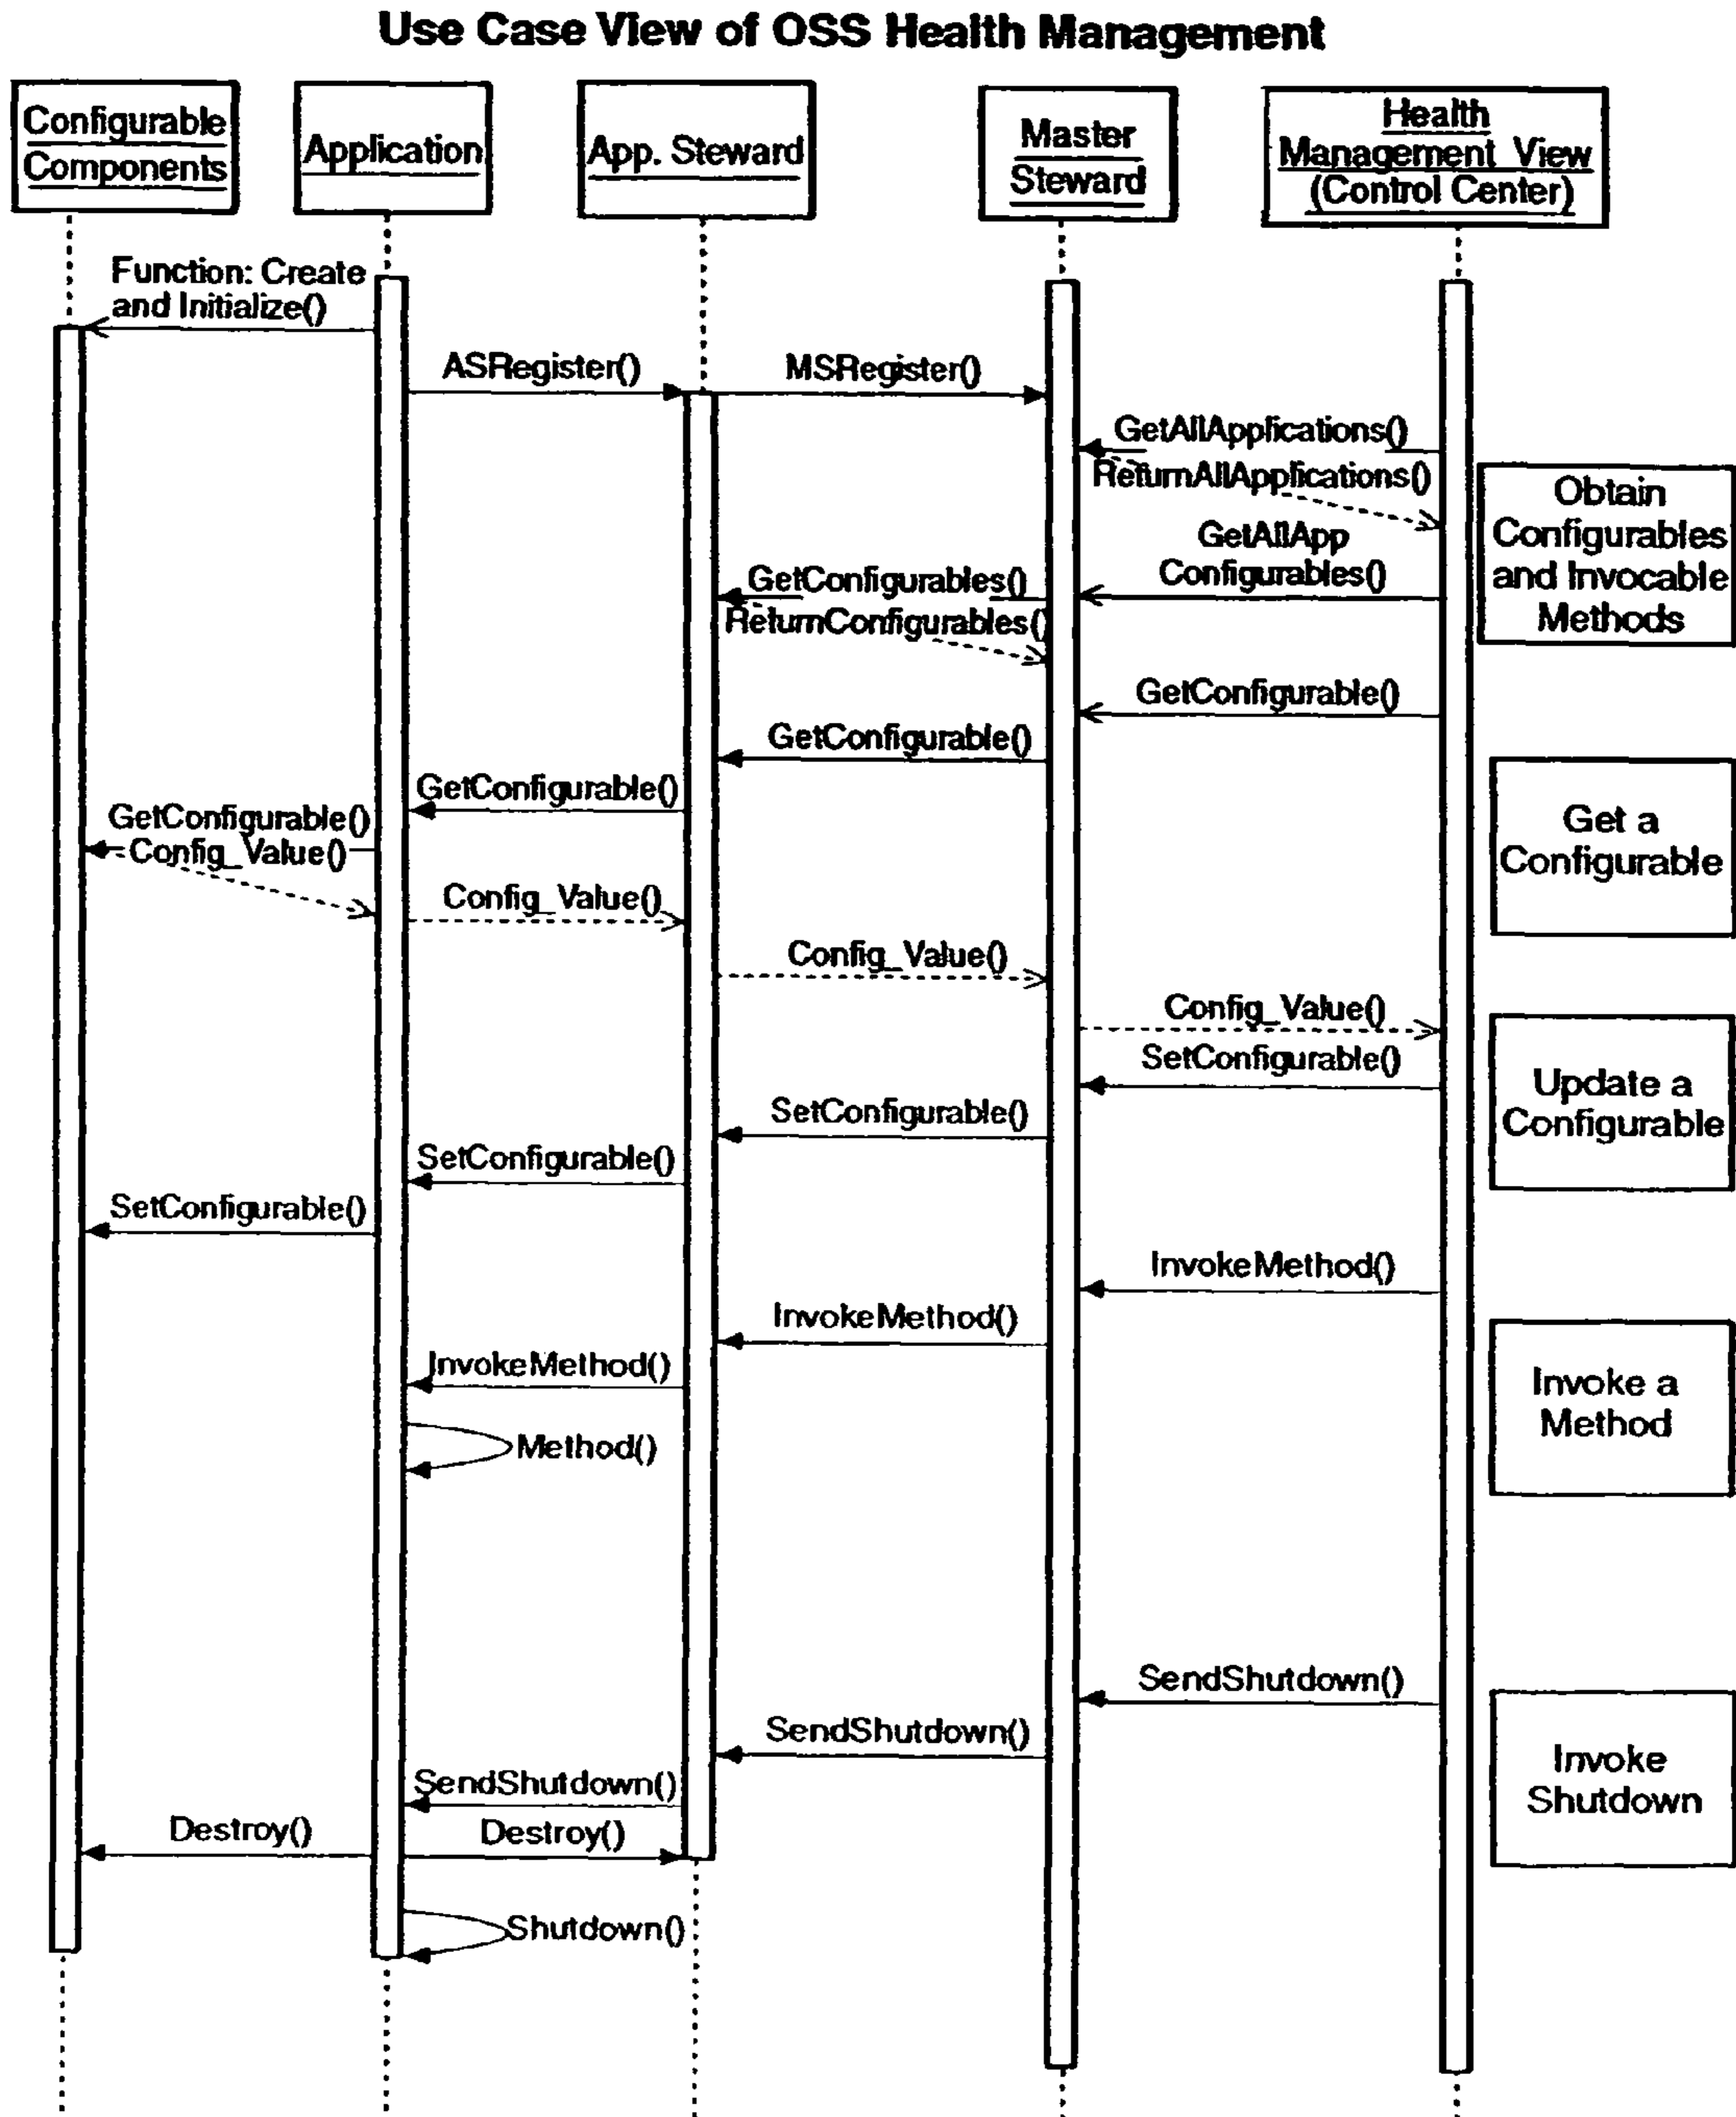 Use Case View of OSS Health Management
Configurable
Components
Application
App. Steward
Master
Steward
Health
Management View
(Control Center)
Function: Create
and Initialize()
ASRegister()
MSRegister()
GetAllApplications()
ReturnAllApplications()
Obtain
Configurables
and Invocable
Methods
GetAllApp
Configurables()
GetConfigurables()
ReturnConfigurables()
GetConfigurable()
GetConfigurable()
GetConfigurable()
GetConfigurable()
Config_Value()
Get a
Configurable
Config_Value()
Config_Value()
Config_Value()
SetConfigurable()
Update a
Configurable
SetConfigurable()
SetConfigurable()
SetConfigurable()
InvokeMethod()
InvokeMethod()
InvokeMethod()
Invoke a
Method
Method()
SendShutdown()
SendShutdown()
SendShutdown()
Invoke
Shutdown
Destroy()
Destroy()
Shutdown()